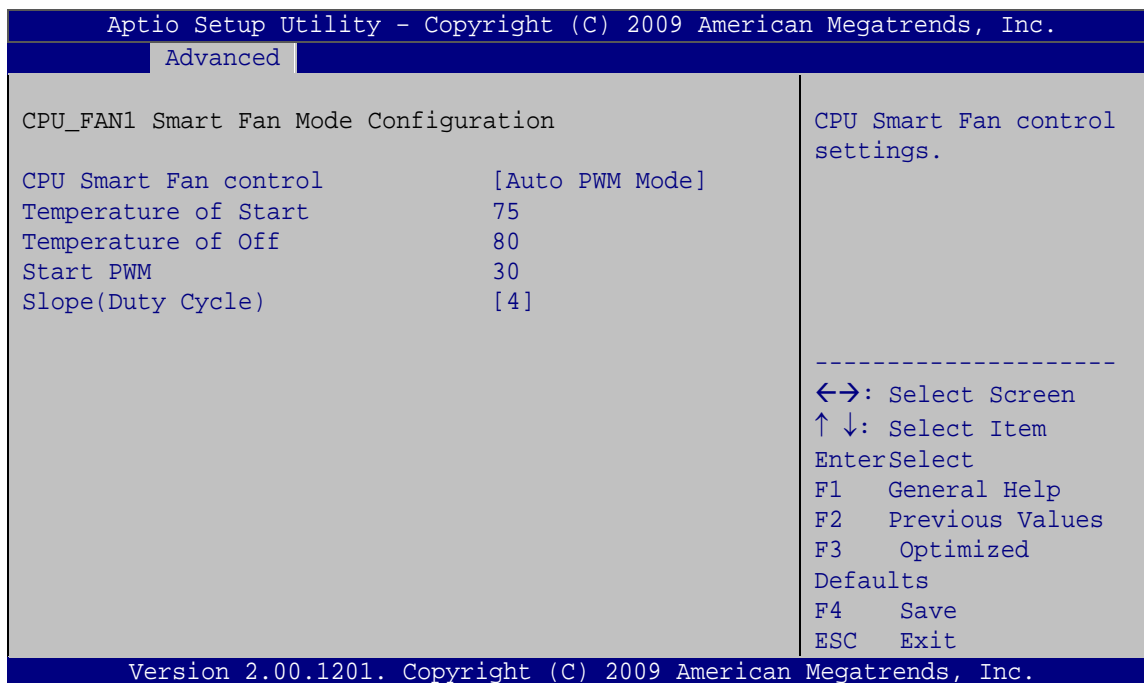 Aptio Setup Utility – Copyright (C) 2009 American Megatrends, Inc.
Advanced
CPU_FAN1 Smart Fan Mode Configuration
CPU Smart Fan control [Auto PWM Mode]
Temperature of Start 75
Temperature of Off 80
Start PWM 30
Slope(Duty Cycle) [4]
CPU Smart Fan control
settings.
---------------------
←→: Select Screen
↑ ↓: Select Item
EnterSelect
F1 General Help
F2 Previous Values
F3 Optimized
Defaults
F4 Save
ESC Exit
Version 2.00.1201. Copyright (C) 2009 American Megatrends, Inc.